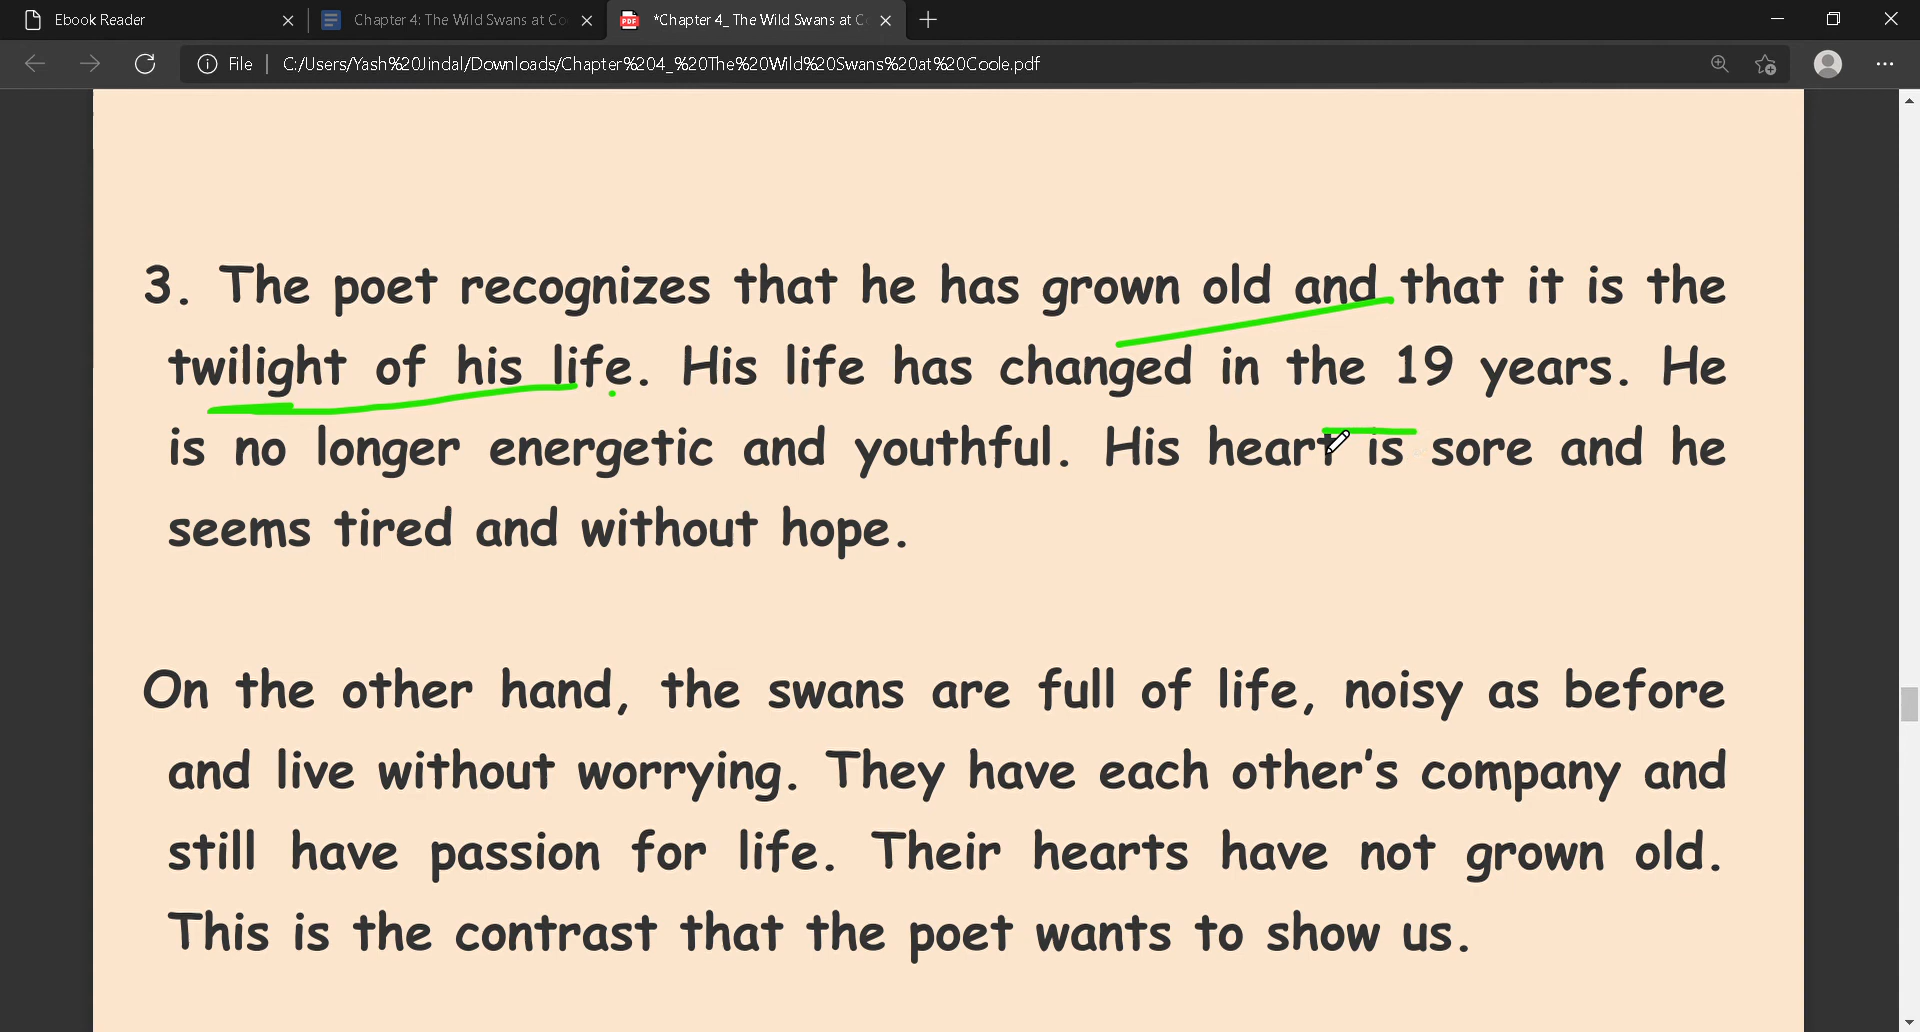 Ebook Reader
Chapter 4: The Wild Swans at Co
*Chapter 4_ The Wild Swans at C
File
C:/Users/Yash%20Jindal/Downloads/Chapter%204_%20The%20Wild%20Swans%20at%20Coole.pdf
3. The poet recognizes that he has grown old and that it is the
twilight of his life. His life has changed in the 19 years. He
is no longer energetic and youthful. His heart is sore and he
seems tired and without hope.
On the other hand, the swans are full of life, noisy as before
and live without worrying. They have each other's company and
still have passion for life. Their hearts have not grown old.
This is the contrast that the poet wants to show us.